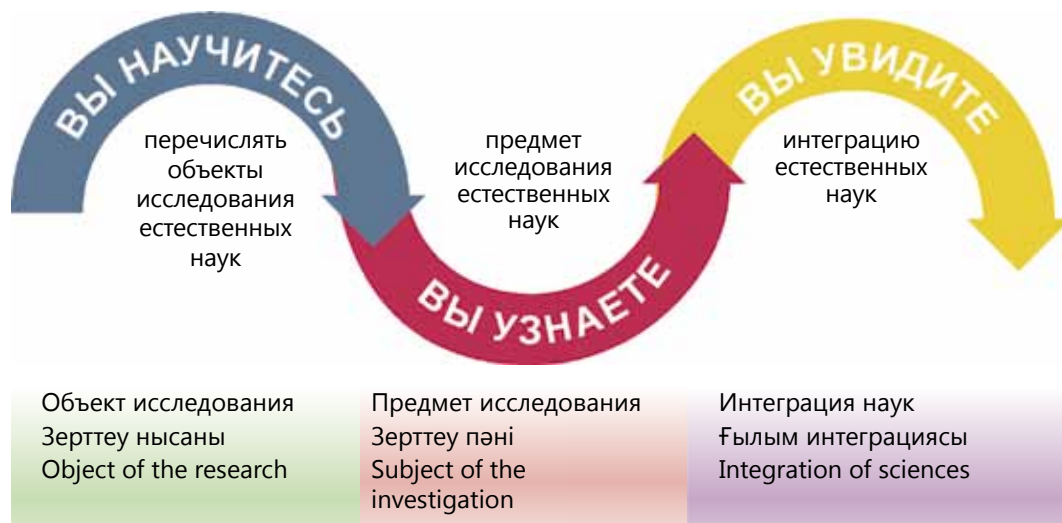 ВЫ НАУЧИТЕСЬ
перечислять
объекты
исследования
естественных
наук
ВЫ УЗНАЕТЕ
предмет
исследования
естественных
наук
ВЫ УВИДИТЕ
интеграцию
естественных
наук
Объект исследования
Зерттеу нысаны
Object of the research
Предмет исследования
Зерттеу пәні
Subject of the
investigation
Интеграция наук
Ғылым интеграциясы
Integration of sciences